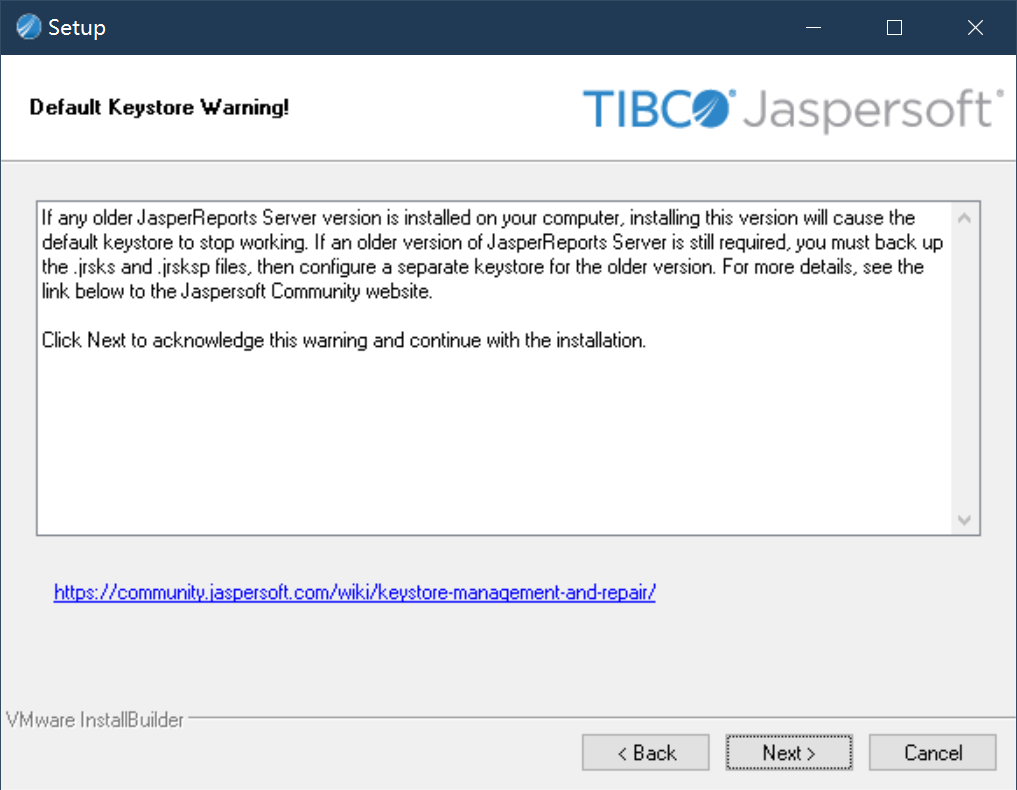 Setup
Default Keystore Warning!
TIBCO® Jaspersoft®
If any older JasperReports Server version is installed on your computer, installing this version will cause the
default keystore to stop working. If an older version of JasperReports Server is still required, you must back up
the .jrsks and .jrsksp files, then configure a separate keystore for the older version. For more details, see the
link below to the Jaspersoft Community website.
Click Next to acknowledge this warning and continue with the installation.
https://community.jaspersoft.com/wiki/keystore-management-and-repair/
VMware InstallBuilder
< Back
Next >
Cancel